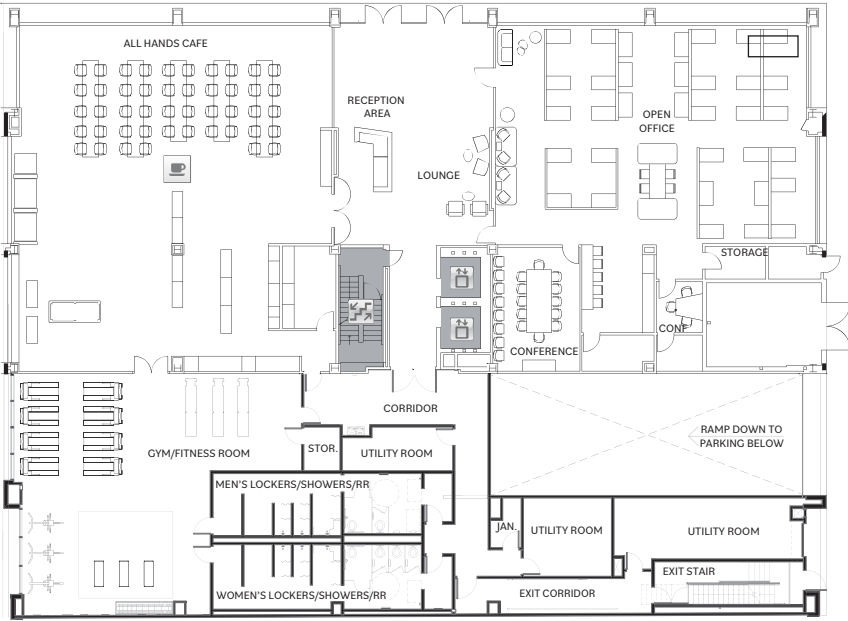 ALL HANDS CAFE
RECEPTION
AREA
OPEN
OFFICE
LOUNGE
STORAGE
CONF
CONFERENCE
CORRIDOR
RAMP DOWN TO
PARKING BELOW
GYM/FITNESS ROOM
STOR.
UTILITY ROOM
MEN'S LOCKERS/SHOWERS/RR
JAN.
UTILITY ROOM
UTILITY ROOM
EXIT STAIR
WOMEN'S LOCKERS/SHOWERS/RR
EXIT CORRIDOR